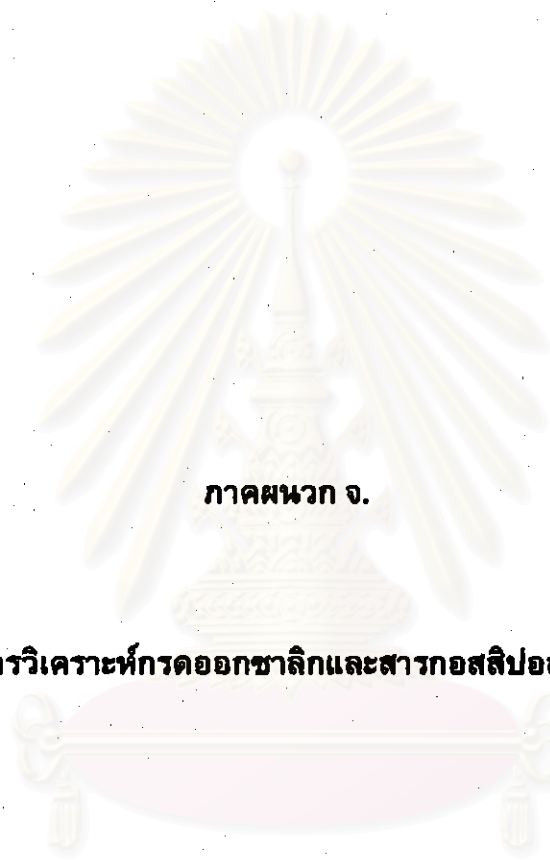 ภาคผนวก จ.
รวิเคราะห์กรดออกซาลิกและสารกอสสิปอ